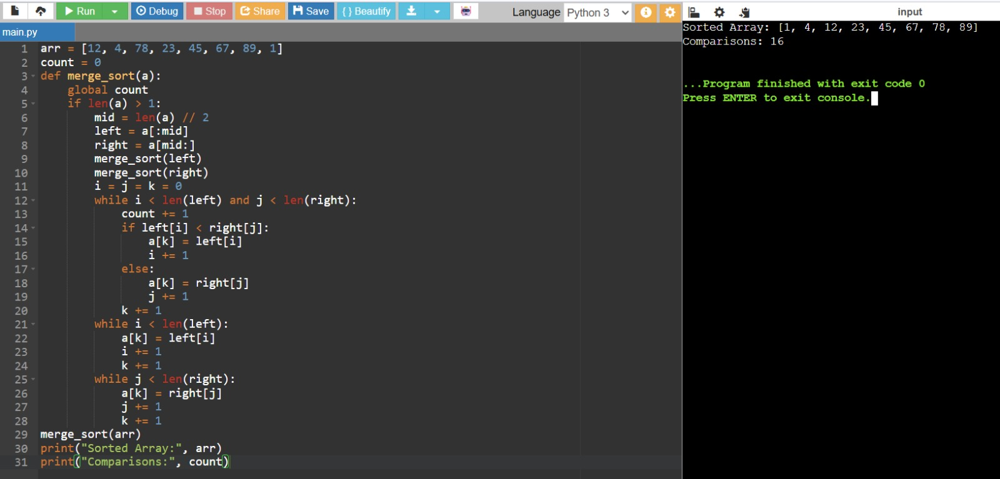 Run Debug Stop Share Save {} Beautify Language Python 3
main.py
1 arr = [12, 4, 78, 23, 45, 67, 89, 1]
2 count = 0
3 def merge_sort(a):
4     global count
5     if len(a) > 1:
6         mid = len(a) // 2
7         left = a[:mid]
8         right = a[mid:]
9         merge_sort(left)
10         merge_sort(right)
11         i = j = k = 0
12         while i < len(left) and j < len(right):
13             count += 1
14             if left[i] < right[j]:
15                 a[k] = left[i]
16                 i += 1
17             else:
18                 a[k] = right[j]
19                 j += 1
20             k += 1
21         while i < len(left):
22             a[k] = left[i]
23             i += 1
24             k += 1
25         while j < len(right):
26             a[k] = right[j]
27             j += 1
28             k += 1
29 merge_sort(arr)
30 print("Sorted Array:", arr)
31 print("Comparisons:", count)
input
Sorted Array: [1, 4, 12, 23, 45, 67, 78, 89]
Comparisons: 16
...Program finished with exit code 0
Press ENTER to exit console.